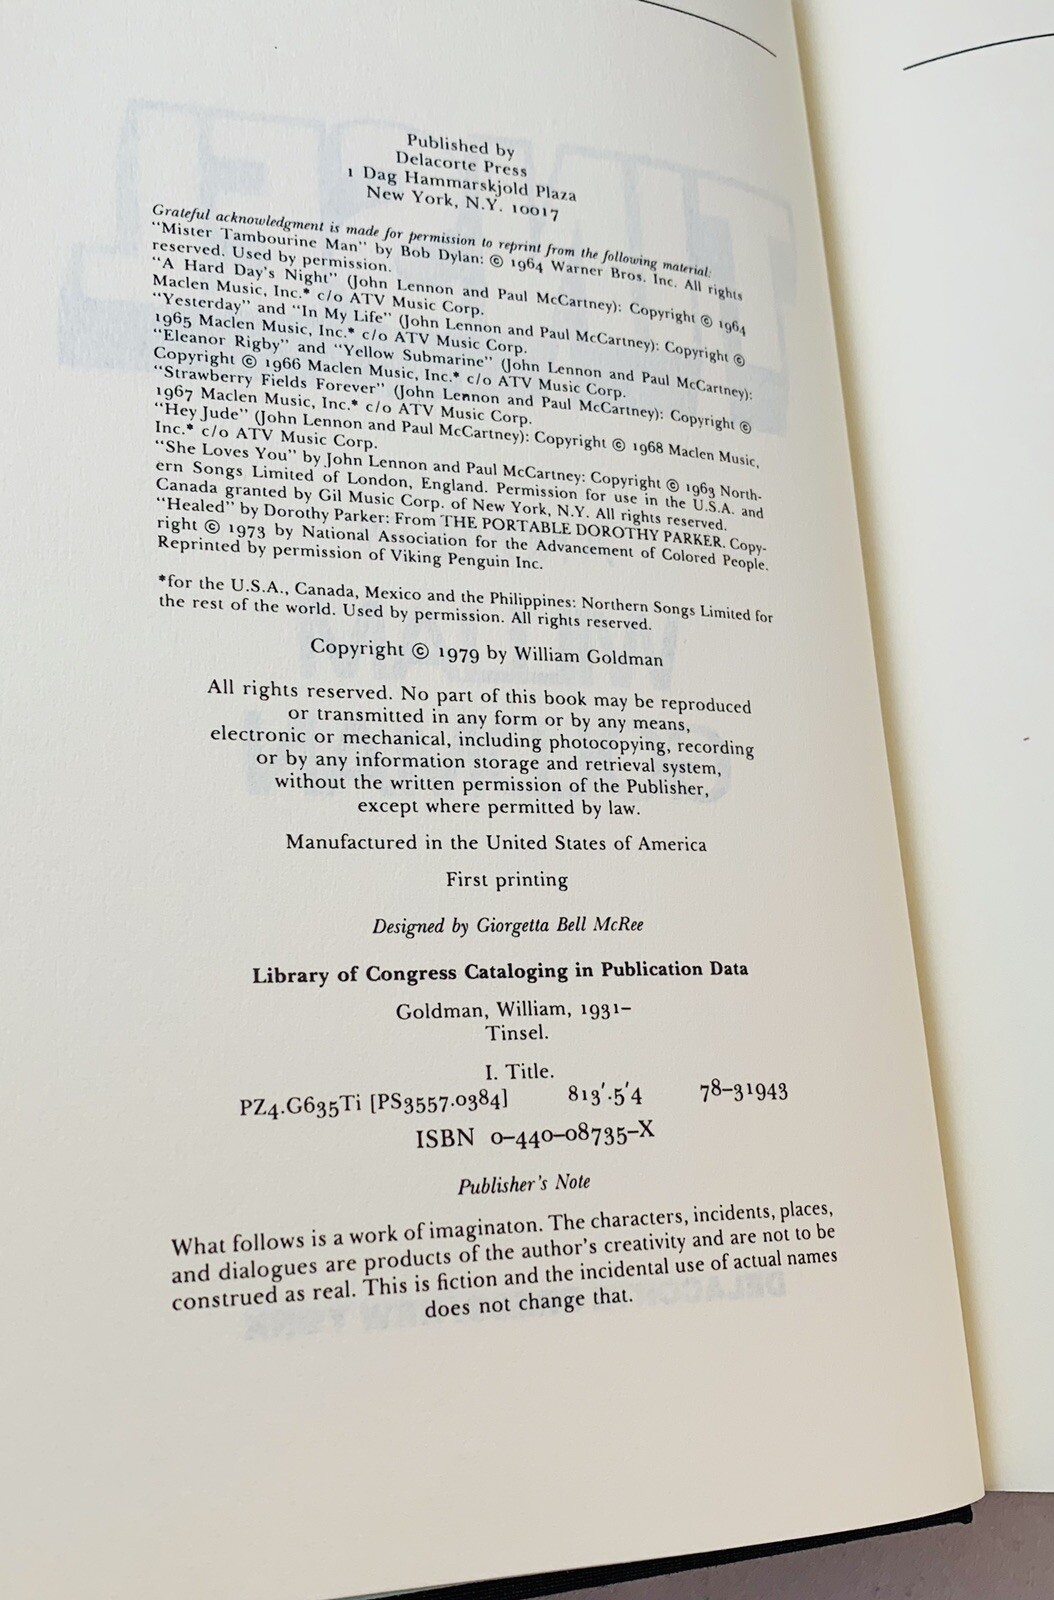 Published by
Delacorte Press
1 Dag Hammarskjold Plaza
New York, N.Y. 10017
Grateful acknowledgment is made for permission to reprint from the following material:
"Mister Tambourine Man" by Bob Dylan: © 1964 Warner Bros. Inc. All rights
reserved. Used by permission.
"A Hard Day's Night" (John Lennon and Paul McCartney): Copyright © 1964
Maclen Music, Inc.* c/o ATV Music Corp.
"Yesterday" and "In My Life" (John Lennon and Paul McCartney): Copyright ©
1965 Maclen Music, Inc.* c/o ATV Music Corp.
"Eleanor Rigby" and "Yellow Submarine" (John Lennon and Paul McCartney):
Copyright © 1966 Maclen Music, Inc.* c/o ATV Music Corp.
"Strawberry Fields Forever" (John Lennon and Paul McCartney): Copyright ©
1967 Maclen Music, Inc.* c/o ATV Music Corp.
"Hey Jude" (John Lennon and Paul McCartney): Copyright © 1968 Maclen Music,
Inc.* c/o ATV Music Corp.
"She Loves You" by John Lennon and Paul McCartney: Copyright © 1963 North-
ern Songs Limited of London, England. Permission for use in the U.S.A. and
Canada granted by Gil Music Corp. of New York, N.Y. All rights reserved.
"Healed" by Dorothy Parker: From THE PORTABLE DOROTHY PARKER. Copy-
right © 1973 by National Association for the Advancement of Colored People.
Reprinted by permission of Viking Penguin Inc.
*for the U.S.A., Canada, Mexico and the Philippines: Northern Songs Limited for
the rest of the world. Used by permission. All rights reserved.
Copyright © 1979 by William Goldman
All rights reserved. No part of this book may be reproduced
or transmitted in any form or by any means,
electronic or mechanical, including photocopying, recording
or by any information storage and retrieval system,
without the written permission of the Publisher,
except where permitted by law.
Manufactured in the United States of America
First printing
Designed by Giorgetta Bell McRee
Library of Congress Cataloging in Publication Data
Goldman, William, 1931–
Tinsel.
I. Title.
PZ4.G635Ti [PS3557.0384] 813'.5'4 78–31943
ISBN 0–440–08735–X
Publisher's Note
What follows is a work of imaginaton. The characters, incidents, places,
and dialogues are products of the author's creativity and are not to be
construed as real. This is fiction and the incidental use of actual names
does not change that.